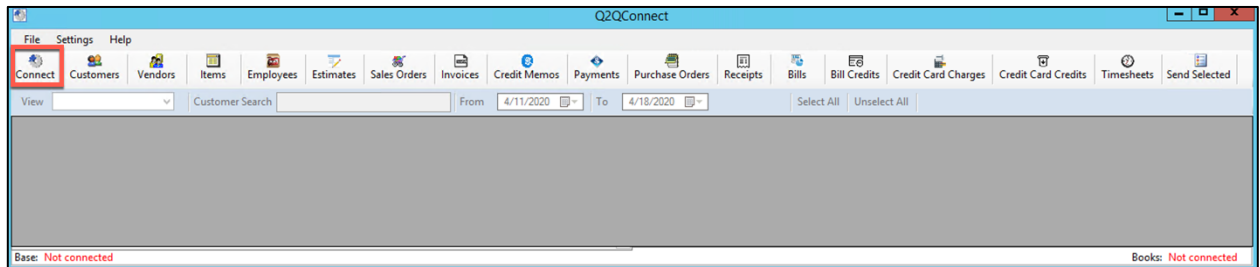 Q2QConnect
File Settings Help
Connect Customers Vendors Items Employees Estimates Sales Orders Invoices Credit Memos Payments Purchase Orders Receipts Bills Bill Credits Credit Card Charges Credit Card Credits Timesheets Send Selected
View Customer Search From 4/11/2020 To 4/18/2020 Select All Unselect All
Base: Not connected Books: Not connected